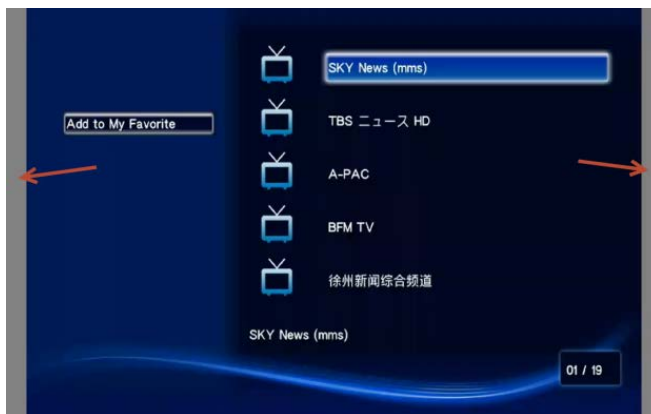 SKY News (mms)
Add to My Favorite
TBS ニュース HD
A-PAC
BFM TV
徐州新闻综合频道
SKY News (mms)
01 / 19